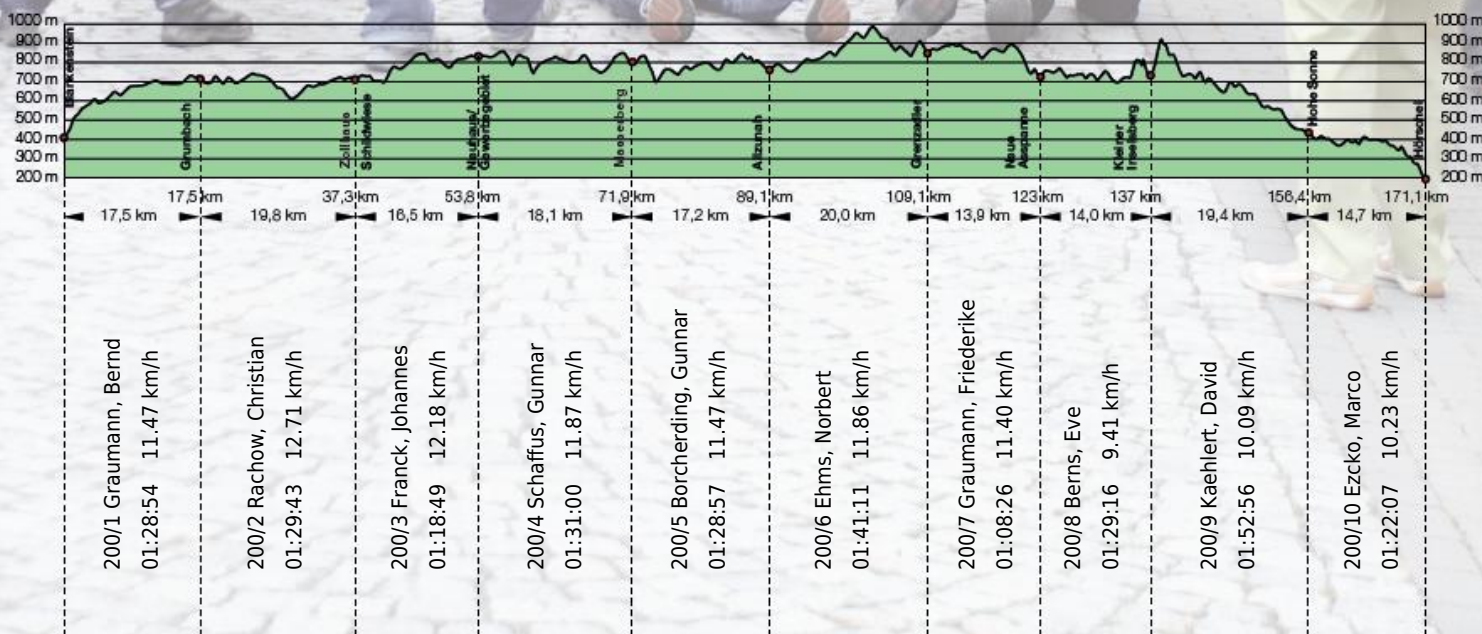 1000 m
900 m
800 m
700 m
600 m
500 m
400 m
300 m
200 m
1000 m
900 m
800 m
700 m
600 m
500 m
400 m
300 m
200 m
Blankenstein
Grumbach
Zollhaus
Schildwiese
Neuhaus/
Masserberg
Allzunah
Grenzadler
Neue
Ausspanne
Kleiner
Inselsberg
Hohe Sonne
Hörschel
17,5 km
37,3 km
53,8 km
71,9 km
89,1 km
109,1 km
123 km
137 km
156,4 km
171,1 km
17,5 km
19,8 km
16,5 km
18,1 km
17,2 km
20,0 km
13,9 km
14,0 km
19,4 km
14,7 km
200/1 Graumann, Bernd
01:28:54 11.47 km/h
200/2 Rachow, Christian
01:29:43 12.71 km/h
200/3 Franck, Johannes
01:18:49 12.18 km/h
200/4 Schaffus, Gunnar
01:31:00 11.87 km/h
200/5 Borcherding, Gunnar
01:28:57 11.47 km/h
200/6 Ehms, Norbert
01:41:11 11.86 km/h
200/7 Graumann, Friederike
01:08:26 11.40 km/h
200/8 Berns, Eve
01:29:16 9.41 km/h
200/9 Kaehlert, David
01:52:56 10.09 km/h
200/10 Ezcko, Marco
01:22:07 10.23 km/h